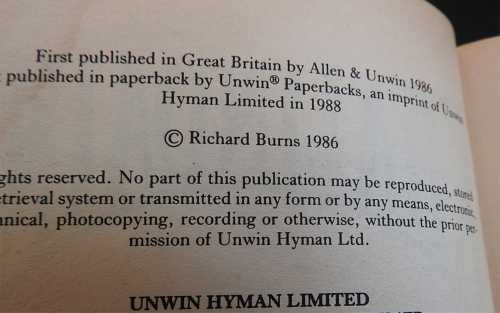 First published in Great Britain by Allen & Unwin 1986
published in paperback by Unwin® Paperbacks, an imprint of Unwin
Hyman Limited in 1988
© Richard Burns 1986
ghts reserved. No part of this publication may be reproduced, stored
etrieval system or transmitted in any form or by any means, electronic,
nical, photocopying, recording or otherwise, without the prior per-
mission of Unwin Hyman Ltd.
UNWIN HYMAN LIMITED